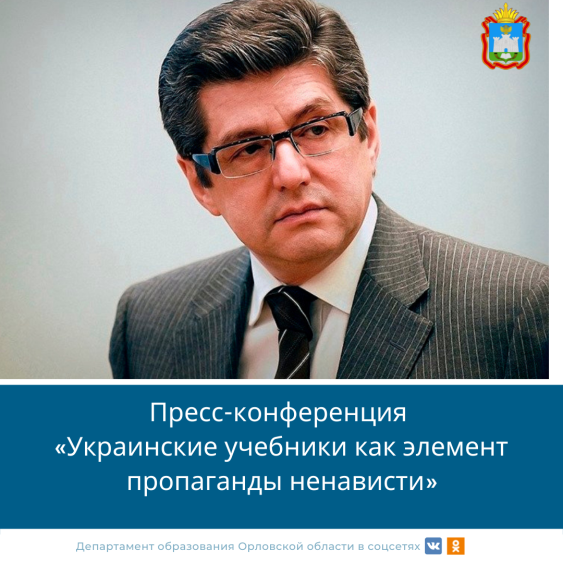 Пресс-конференция
«Украинские учебники как элемент
пропаганды ненависти»
Департамент образования Орловской области в соцсетях